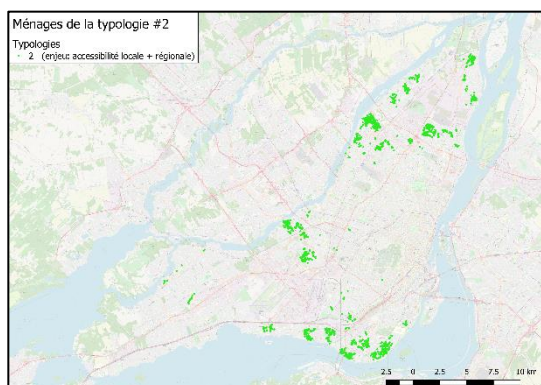 Ménages de la typologie #2
Typologies
2 (enjeu: accessibilité locale + régionale)
2.5 0 2.5 5 7.5 10 km